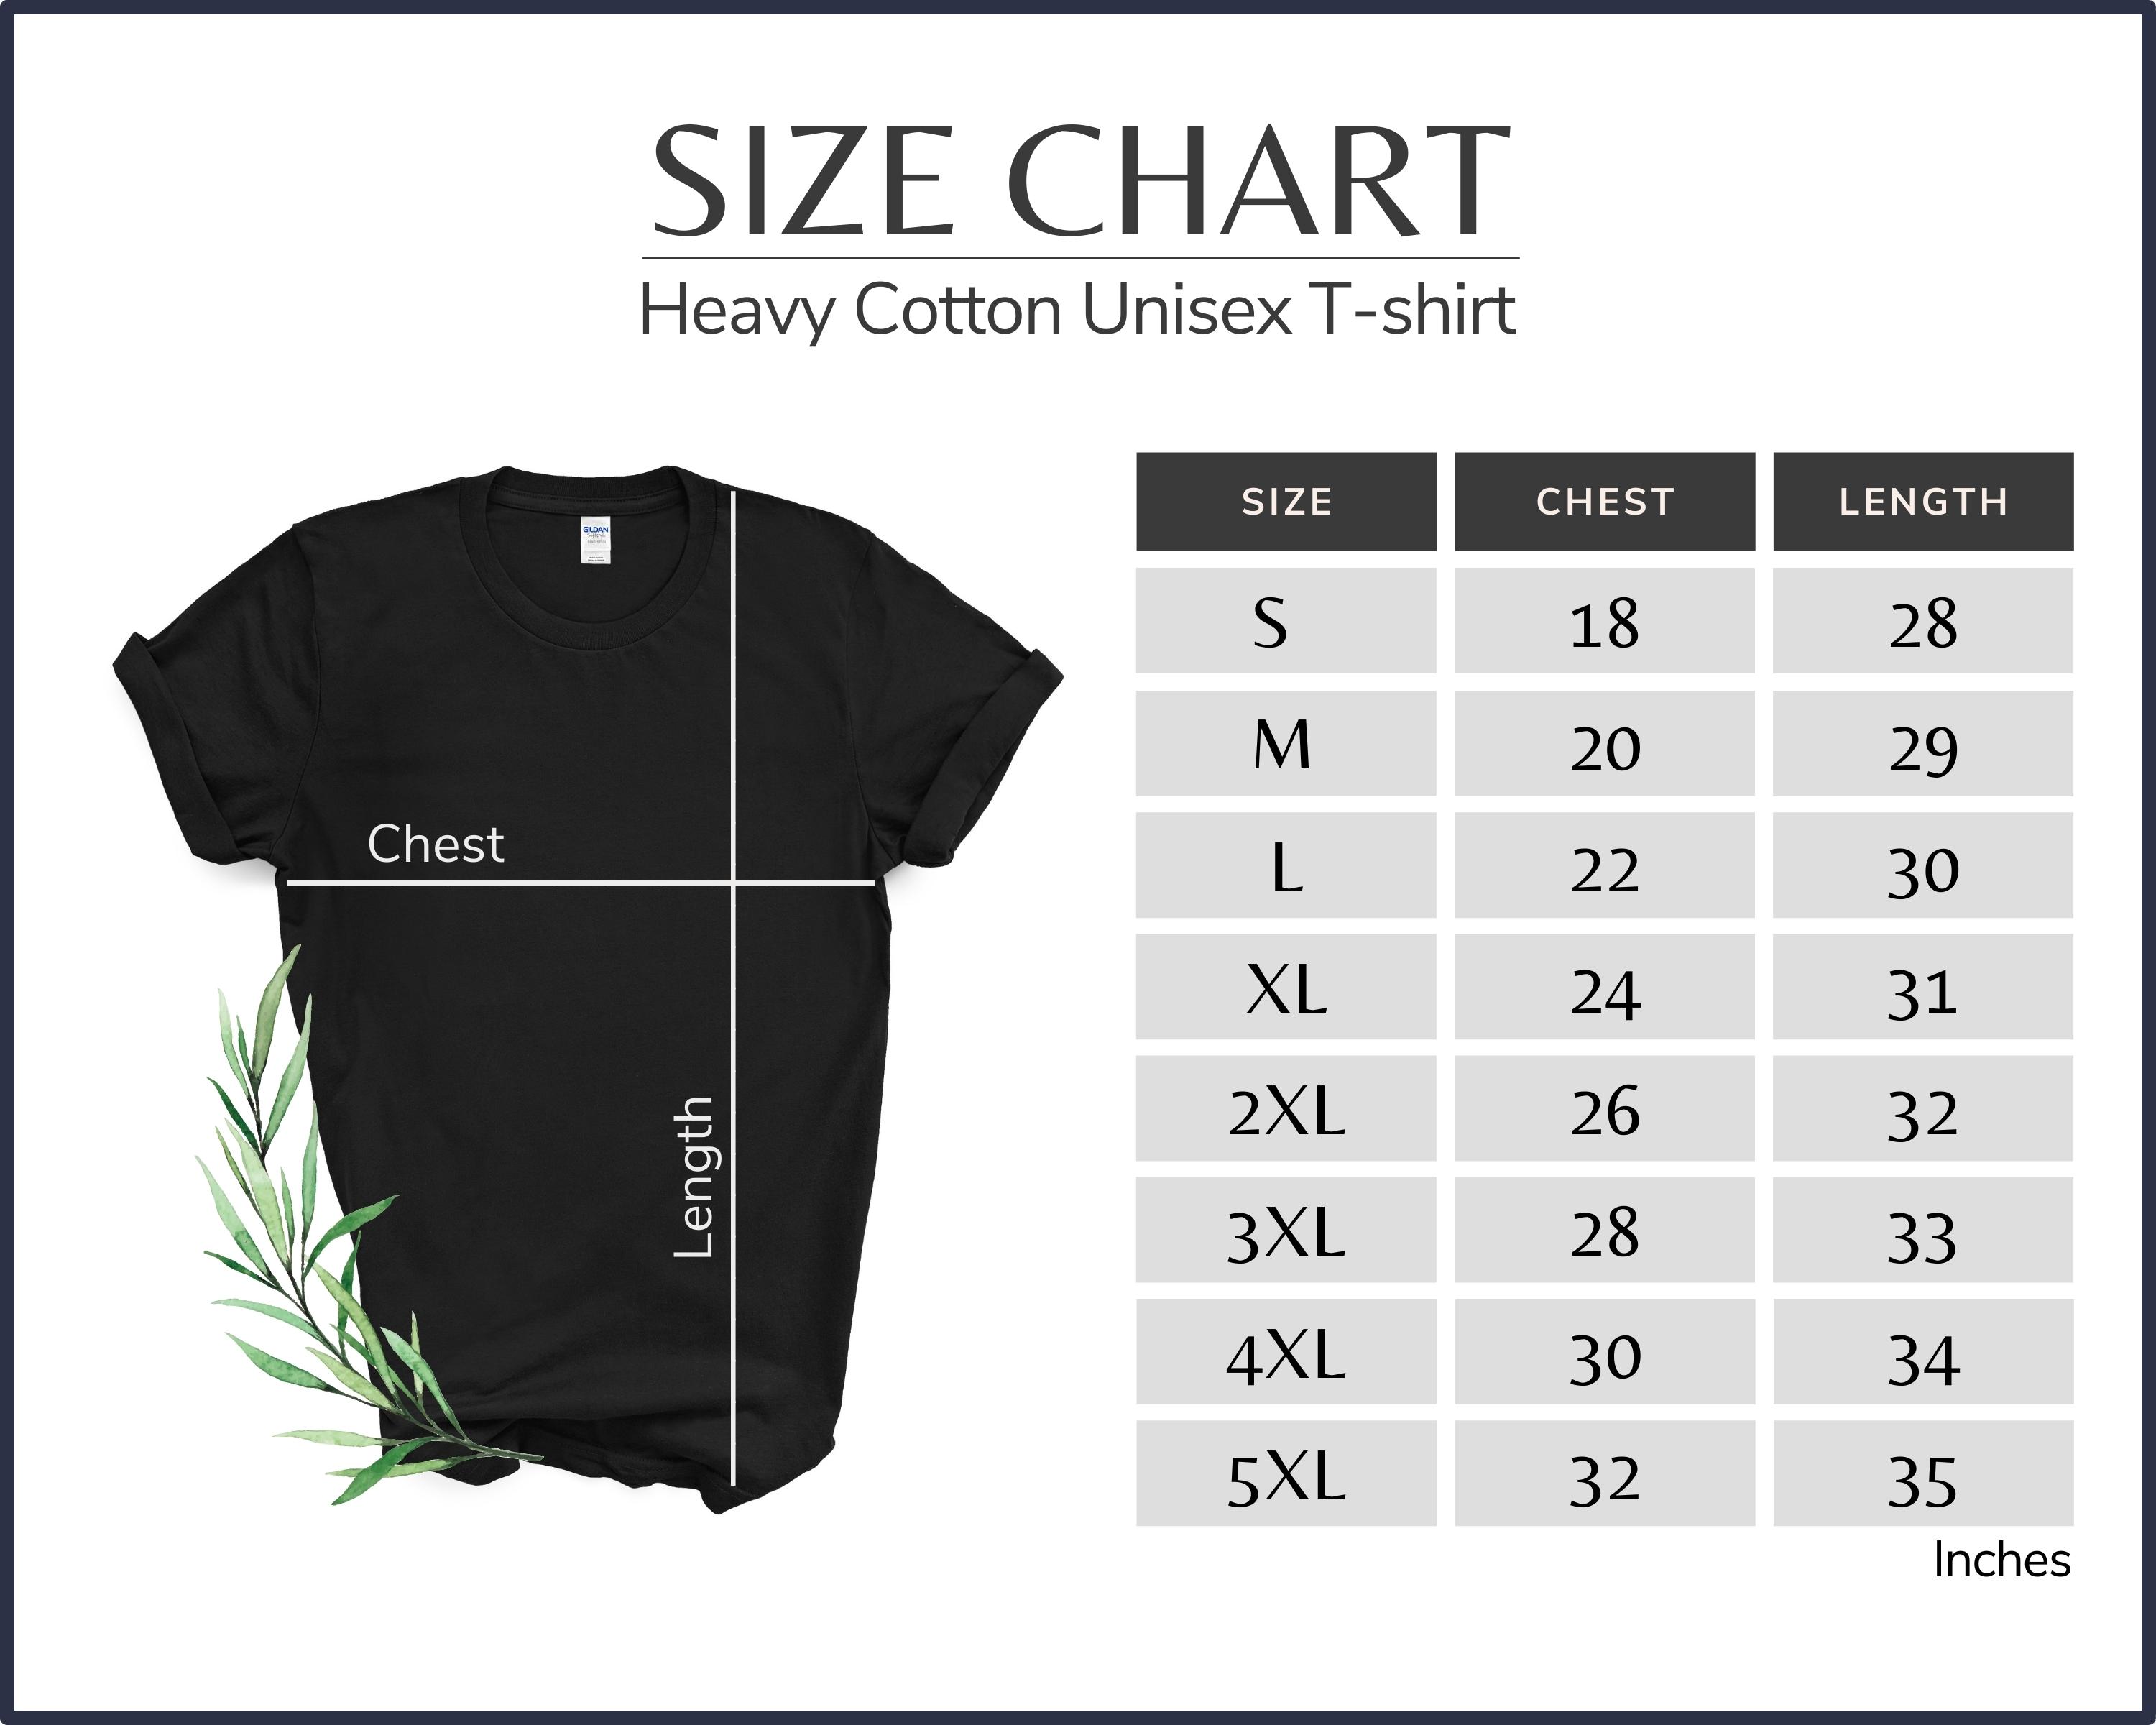 SIZE CHART
Heavy Cotton Unisex T-shirt
GILDAN
Chest
Length
SIZE CHEST LENGTH
S 18 28
M 20 29
L 22 30
XL 24 31
2XL 26 32
3XL 28 33
4XL 30 34
5XL 32 35
Inches